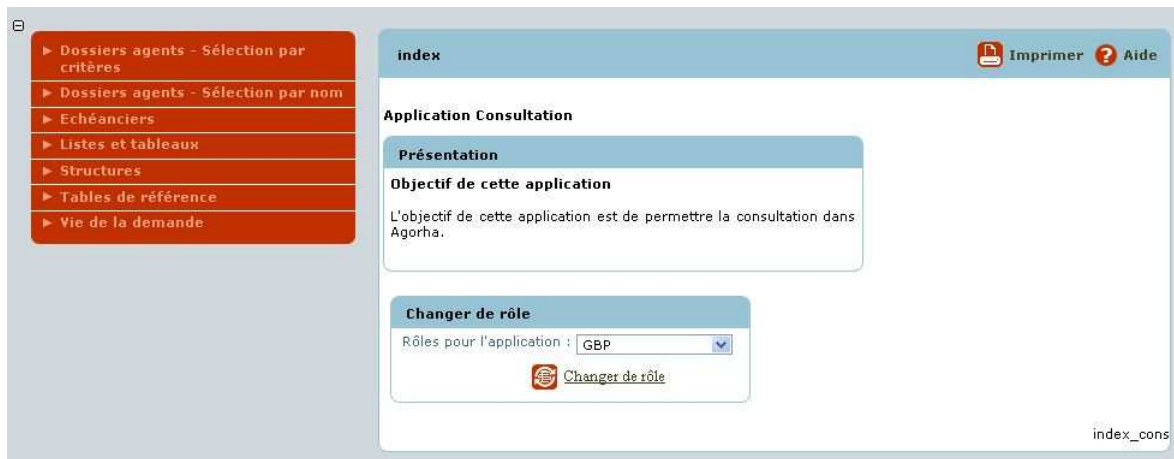 ► Dossiers agents - Sélection par
critères
► Dossiers agents - Sélection par nom
► Echéanciers
► Listes et tableaux
► Structures
► Tables de référence
► Vie de la demande
index
Imprimer
? Aide
Application Consultation
Présentation
Objectif de cette application
L'objectif de cette application est de permettre la consultation dans
Agorha.
Changer de rôle
Rôles pour l'application : GBP
Changer de rôle
index_cons